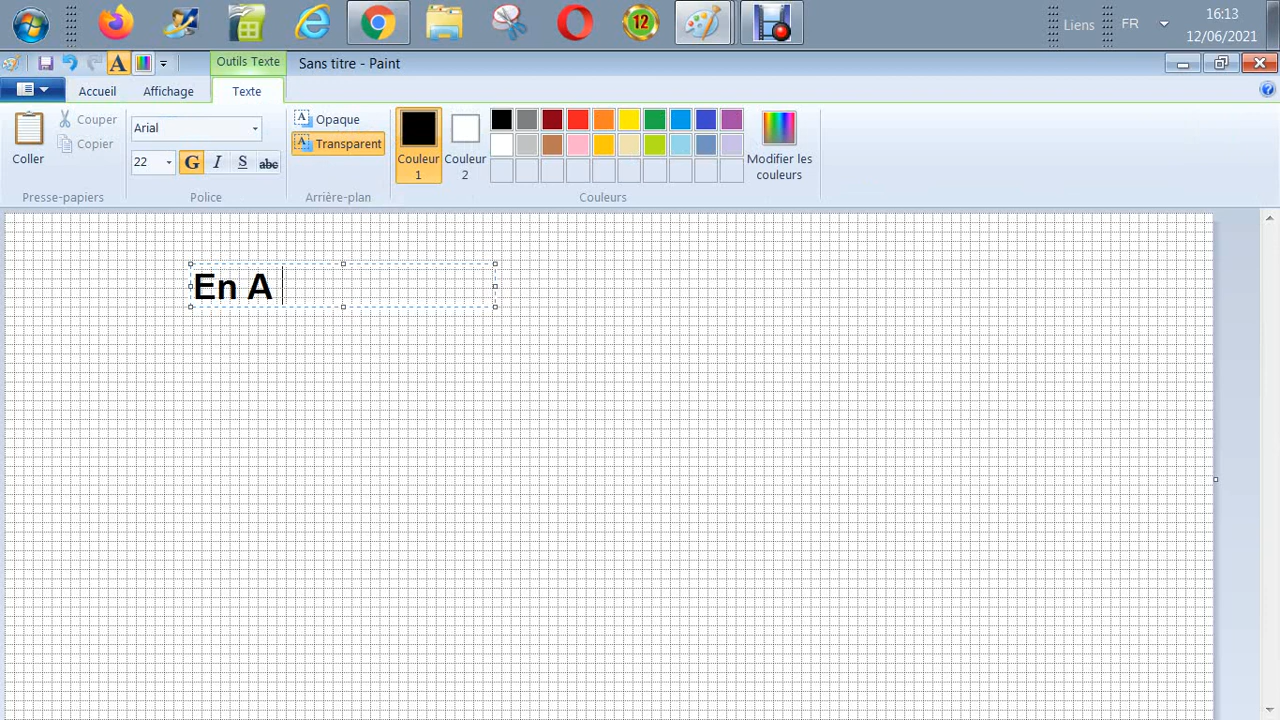 Liens FR 16:13
12/06/2021
12
Outils Texte Sans titre - Paint
Accueil Affichage Texte
Coller Couper Copier
Arial
22 G I S abc
Opaque
Transparent
Couleur 1
Couleur 2
Modifier les couleurs
Presse-papiers Police Arrière-plan Couleurs
En A